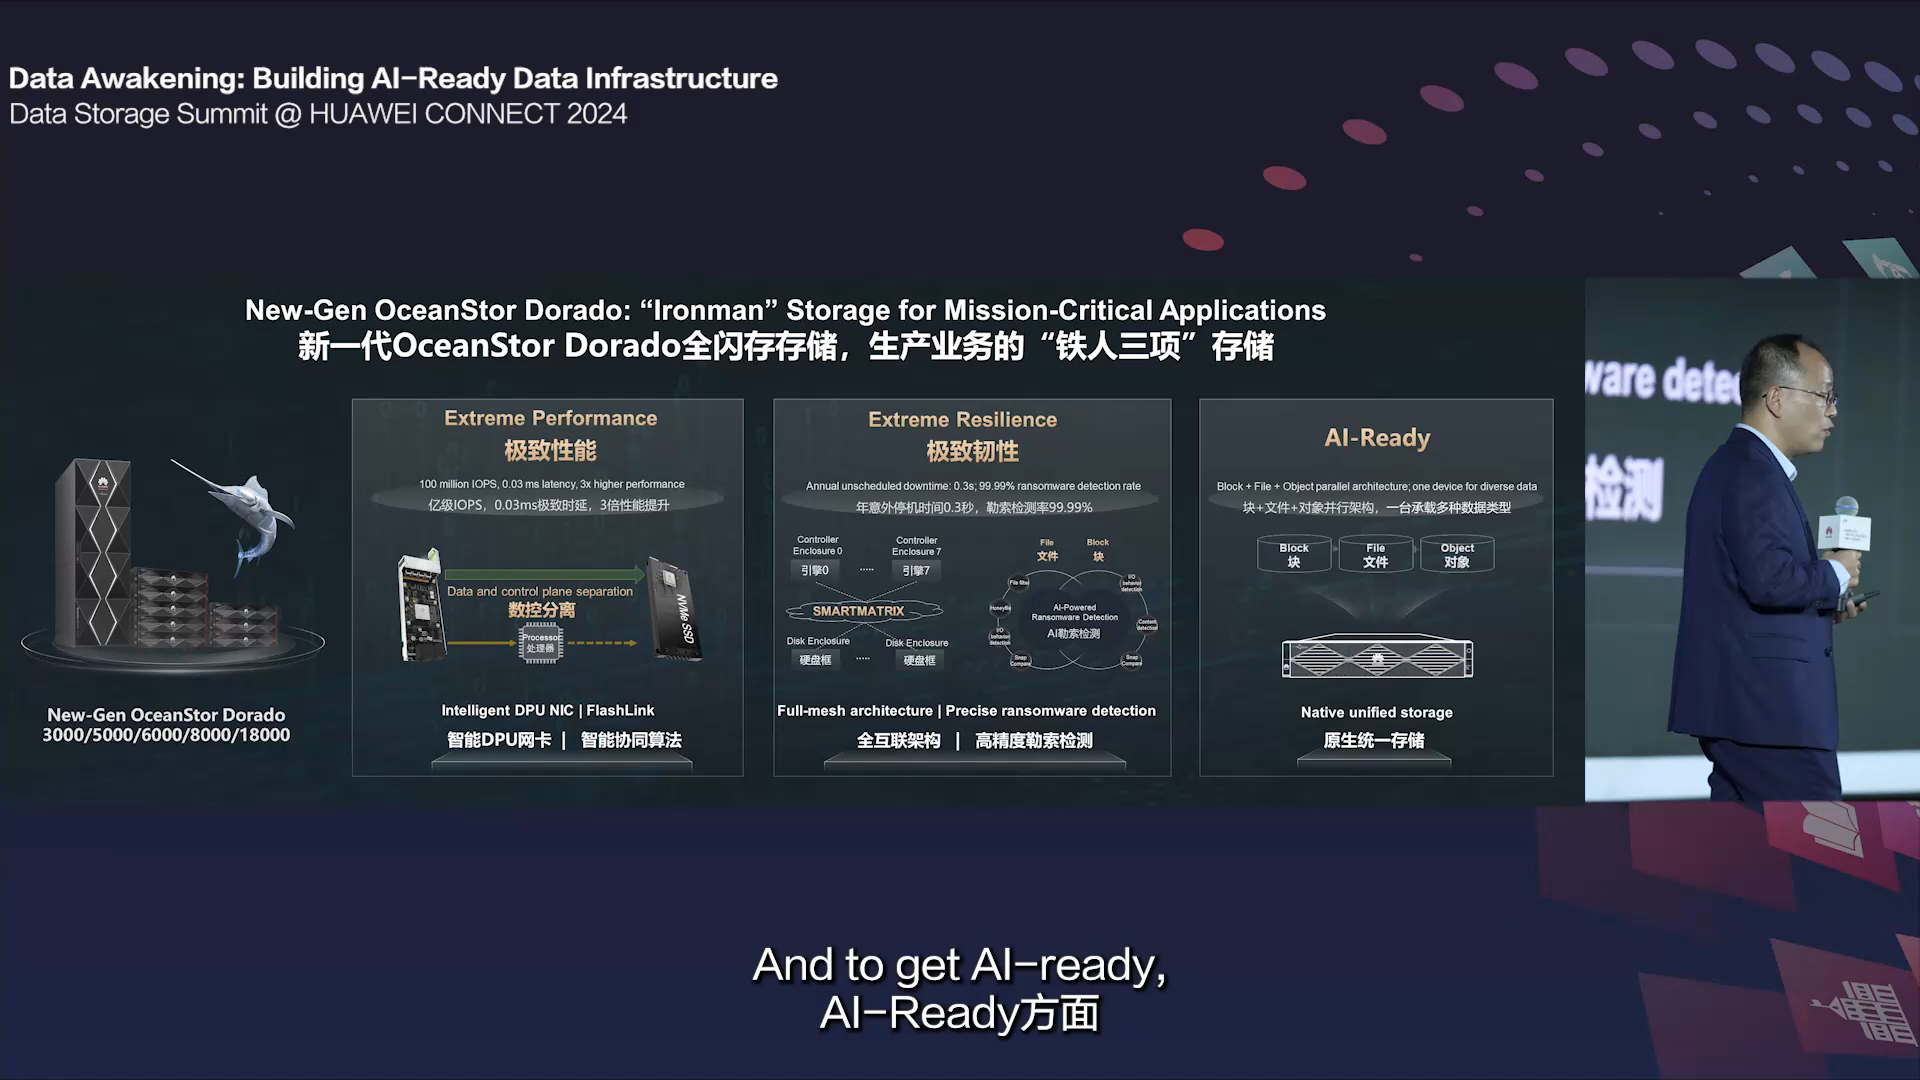 Data Awakening: Building AI-Ready Data Infrastructure
Data Storage Summit @ HUAWEI CONNECT 2024
New-Gen OceanStor Dorado: “Ironman” Storage for Mission-Critical Applications
新一代OceanStor Dorado全闪存存储，生产业务的“铁人三项”存储
New-Gen OceanStor Dorado
3000/5000/6000/8000/18000
Extreme Performance
极致性能
100 million IOPS, 0.03 ms latency, 3x higher performance
亿级IOPS，0.03ms极致时延，3倍性能提升
Data and control plane separation
数控分离
Processor
处理器
NVMe SSD
Intelligent DPU NIC | FlashLink
智能DPU网卡 | 智能协同算法
Extreme Resilience
极致韧性
Annual unscheduled downtime: 0.3s; 99.99% ransomware detection rate
年意外停机时间0.3秒，勒索检测率99.99%
Controller
Enclosure 0
引擎0
.....
Controller
Enclosure 7
引擎7
SMARTMATRIX
Disk Enclosure
硬盘框
.....
Disk Enclosure
硬盘框
File
文件
Block
块
File filter
I/O
behavior
detection
Content
detection
I/O
behavior
detection
Snap
Compare
Snap
Compare
AI-Powered
Ransomware Detection
AI勒索检测
Full-mesh architecture | Precise ransomware detection
全互联架构 | 高精度勒索检测
AI-Ready
Block + File + Object parallel architecture; one device for diverse data
块+文件+对象并行架构，一台承载多种数据类型
Block
块
File
文件
Object
对象
Native unified storage
原生统一存储
ware detec
检测
And to get AI-ready,
AI-Ready方面